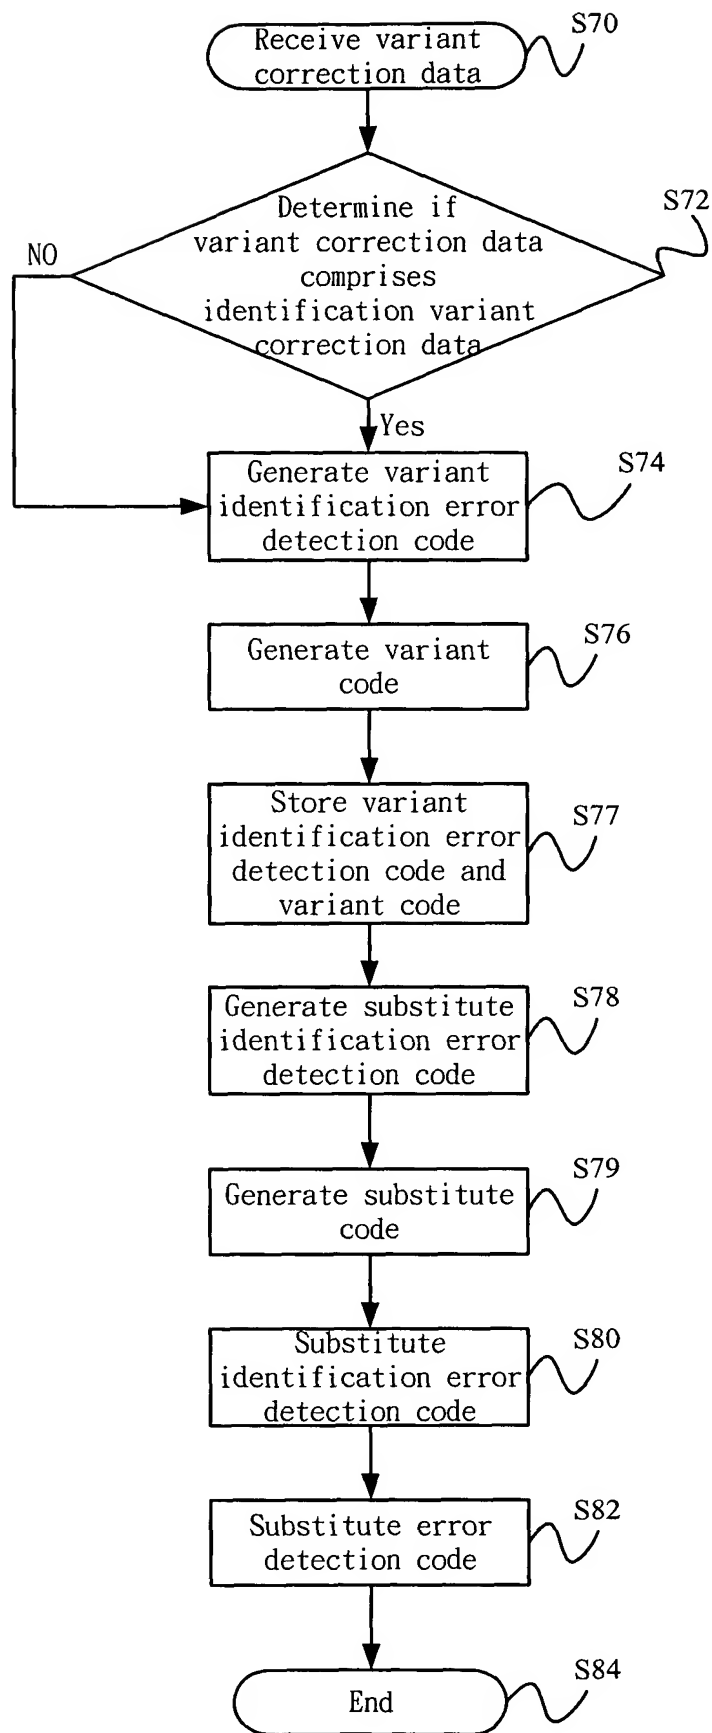 Receive variant
correction data
S70
Determine if
variant correction data
comprises
identification variant
correction data
S72
NO
Yes
Generate variant
identification error
detection code
S74
Generate variant
code
S76
Store variant
identification error
detection code and
variant code
S77
Generate substitute
identification error
detection code
S78
Generate substitute
code
S79
Substitute
identification error
detection code
S80
Substitute error
detection code
S82
End
S84